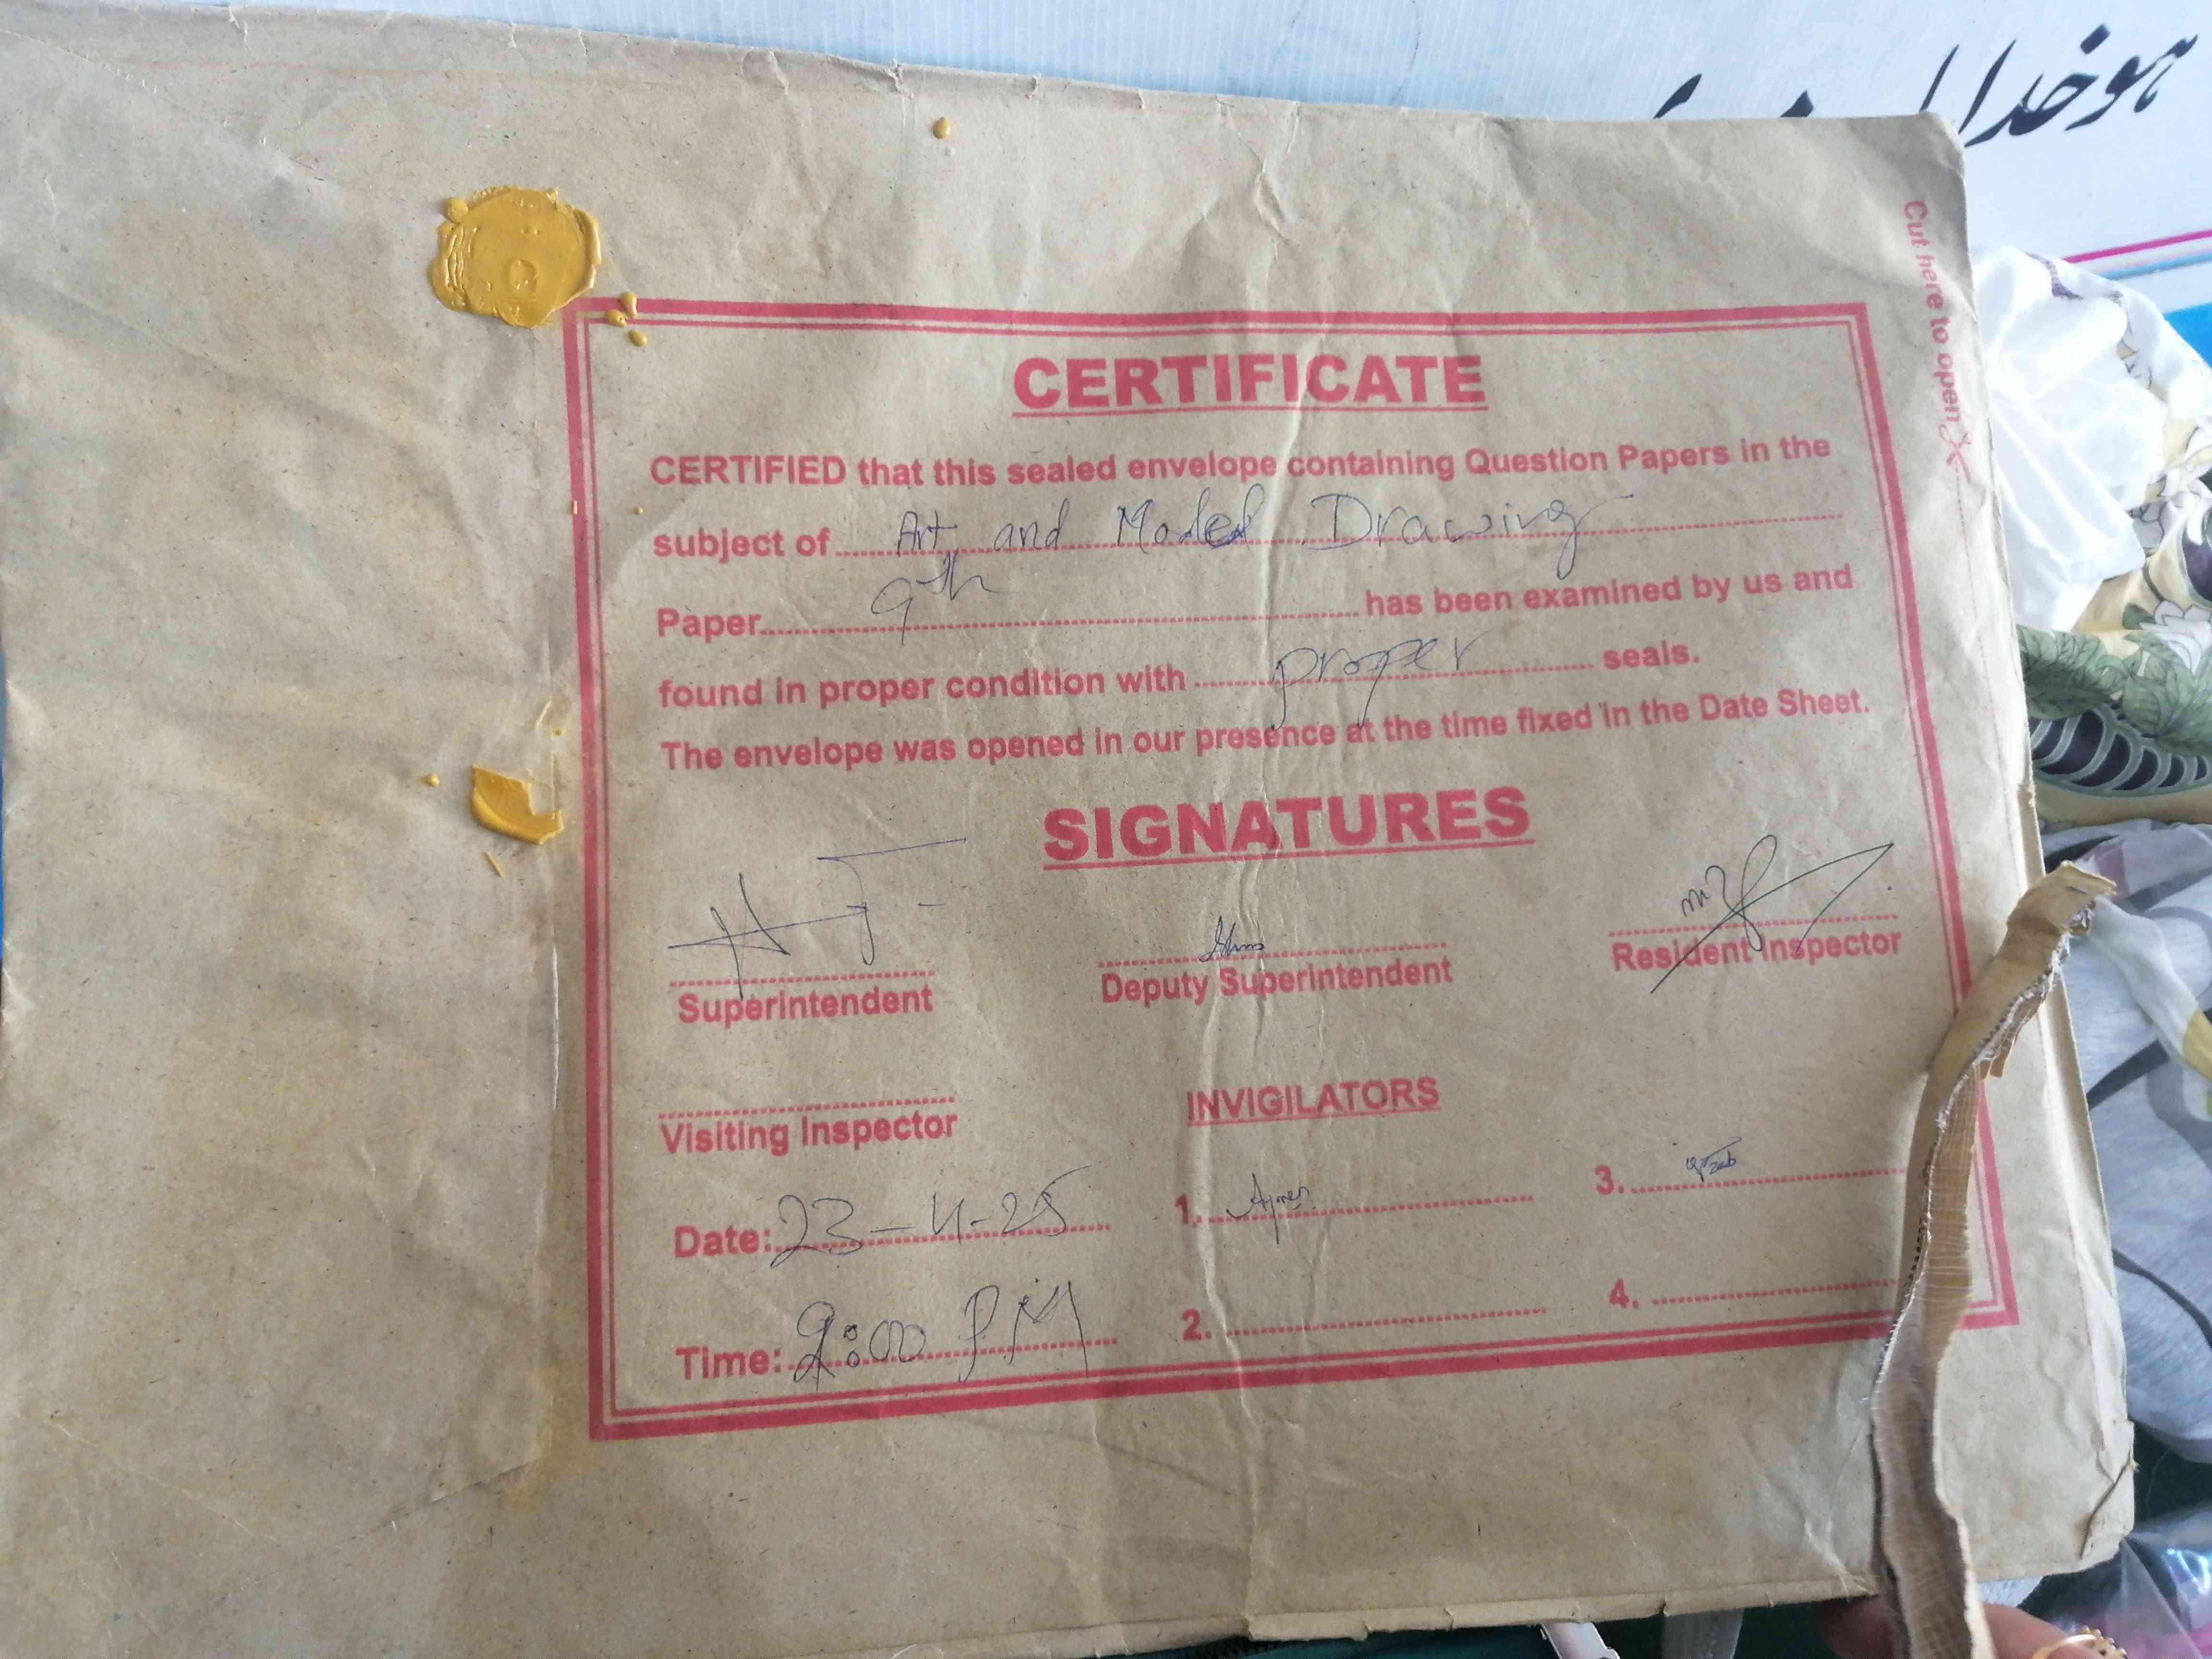 هو خدا
Cut here to open
CERTIFICATE
CERTIFIED that this sealed envelope containing Question Papers in the
subject of Art and Model Drawing
Paper 9th has been examined by us and
found in proper condition with proper seals.
The envelope was opened in our presence at the time fixed in the Date Sheet.
SIGNATURES
Superintendent
Deputy Superintendent
Resident Inspector
Visiting Inspector
INVIGILATORS
Date: 23-4-25
1. Aymen
3.
Time: :00 PM
2.
4.